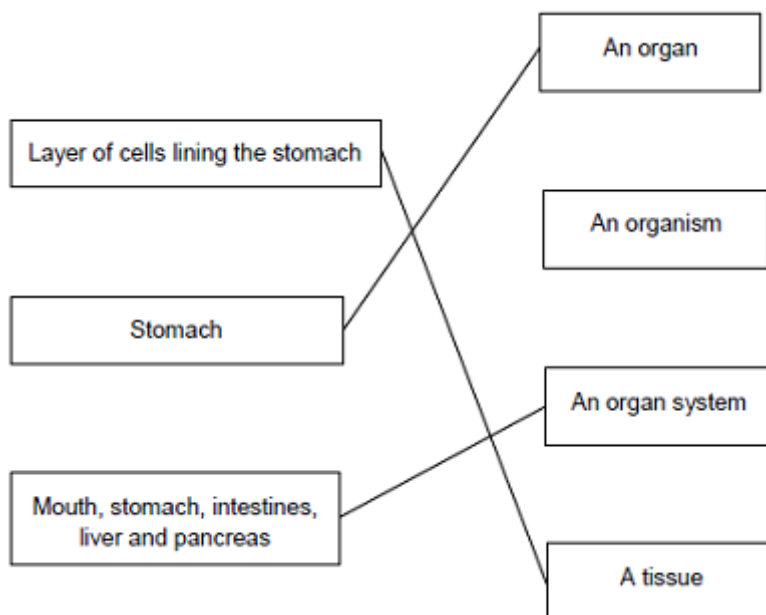 An organ
Layer of cells lining the stomach
An organism
Stomach
An organ system
Mouth, stomach, intestines,
liver and pancreas
A tissue